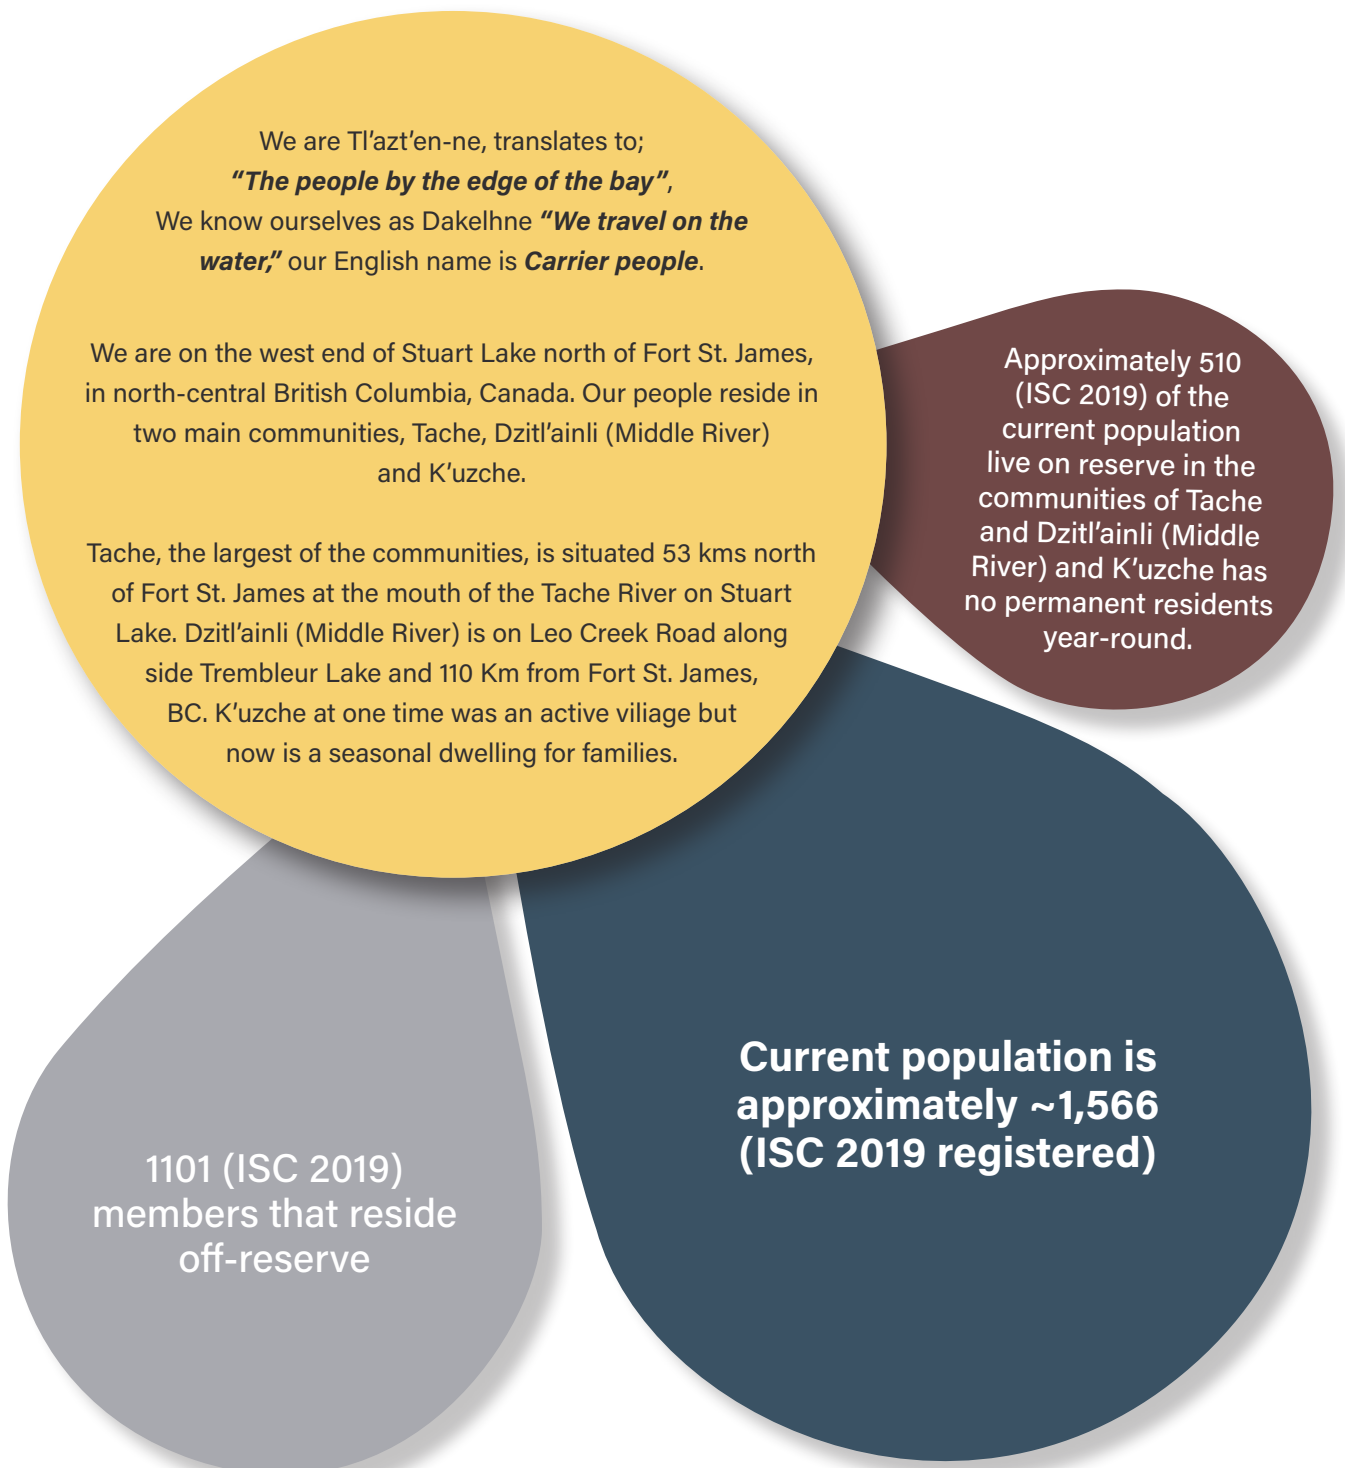 We are Tl'azt'en-ne, translates to;
“The people by the edge of the bay”,
We know ourselves as Dakelhne “We travel on the
water,” our English name is Carrier people.
We are on the west end of Stuart Lake north of Fort St. James,
in north-central British Columbia, Canada. Our people reside in
two main communities, Tache, Dzitl'ainli (Middle River)
and K'uzche.
Tache, the largest of the communities, is situated 53 kms north
of Fort St. James at the mouth of the Tache River on Stuart
Lake. Dzitl'ainli (Middle River) is on Leo Creek Road along
side Trembleur Lake and 110 Km from Fort St. James,
BC. K'uzche at one time was an active viliage but
now is a seasonal dwelling for families.
Approximately 510
(ISC 2019) of the
current population
live on reserve in the
communities of Tache
and Dzitl'ainli (Middle
River) and K'uzche has
no permanent residents
year-round.
Current population is
approximately ~1,566
(ISC 2019 registered)
1101 (ISC 2019)
members that reside
off-reserve